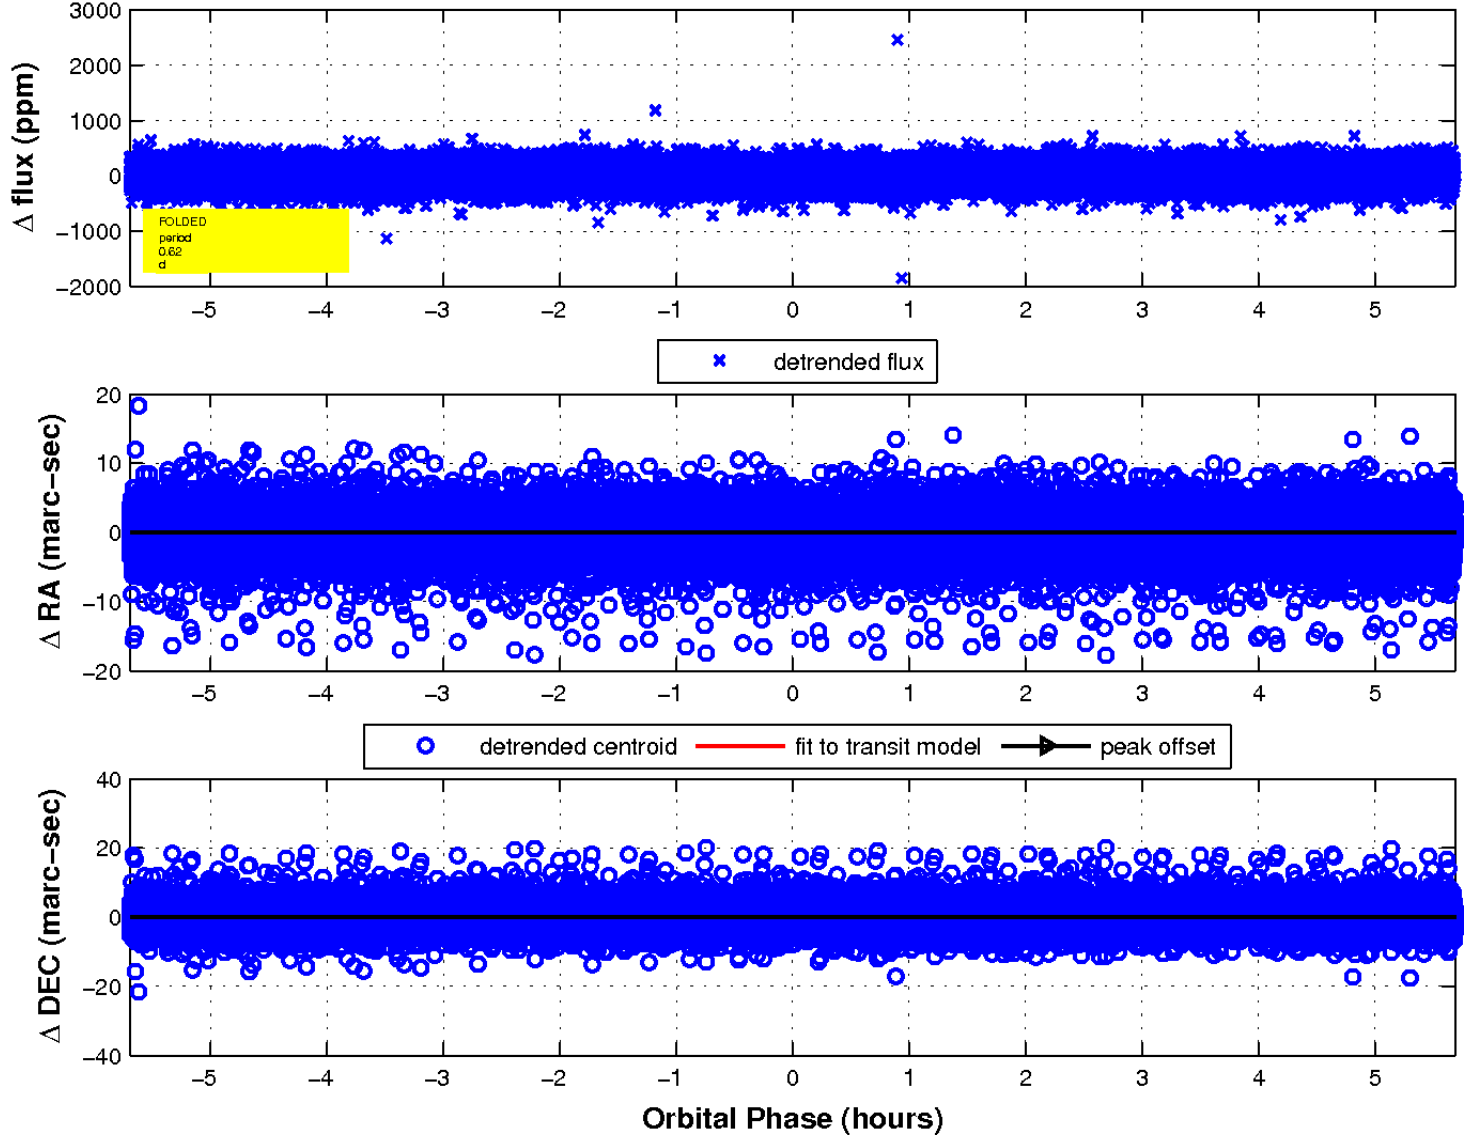 3000
2000
1000
0
−1000
−2000
Δ flux (ppm)
FOLDED
period
0.62
d
−5 −4 −3 −2 −1 0 1 2 3 4 5
detrended flux
20
10
0
−10
−20
Δ RA (marc−sec)
−5 −4 −3 −2 −1 0 1 2 3 4 5
detrended centroid fit to transit model peak offset
40
20
0
−20
−40
Δ DEC (marc−sec)
−5 −4 −3 −2 −1 0 1 2 3 4 5
Orbital Phase (hours)